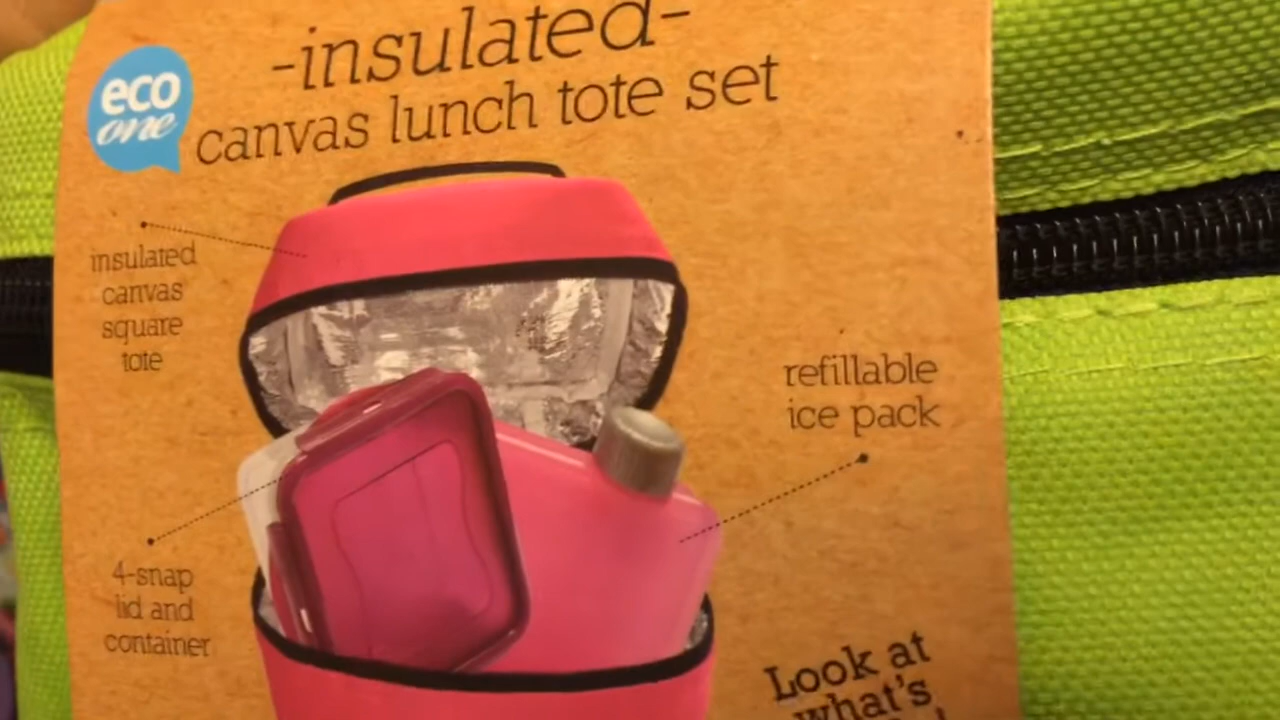 eco
one
-insulated-
canvas lunch tote set
insulated
canvas
square
tote
refillable
ice pack
4-snap
lid and
container
Look at
what's